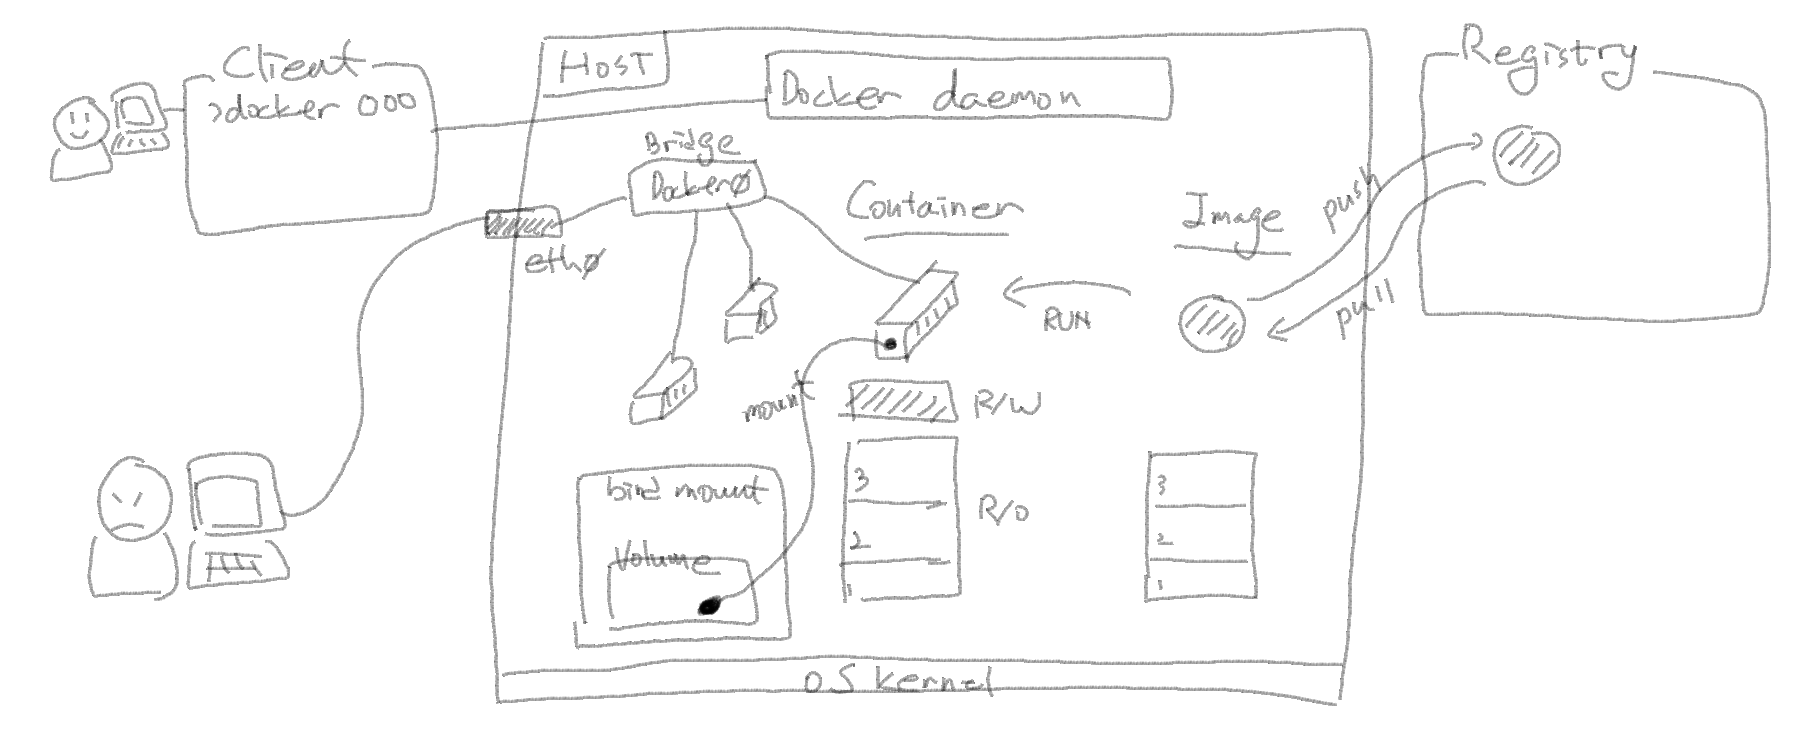 Client
>docker 000
HOST
Docker daemon
Registry
Bridge
Docker0
Container
Image
push
pull
eth0
RUN
mount
R/W
bind mount
Volume
3
2
1
R/O
3
2
1
OS kernel